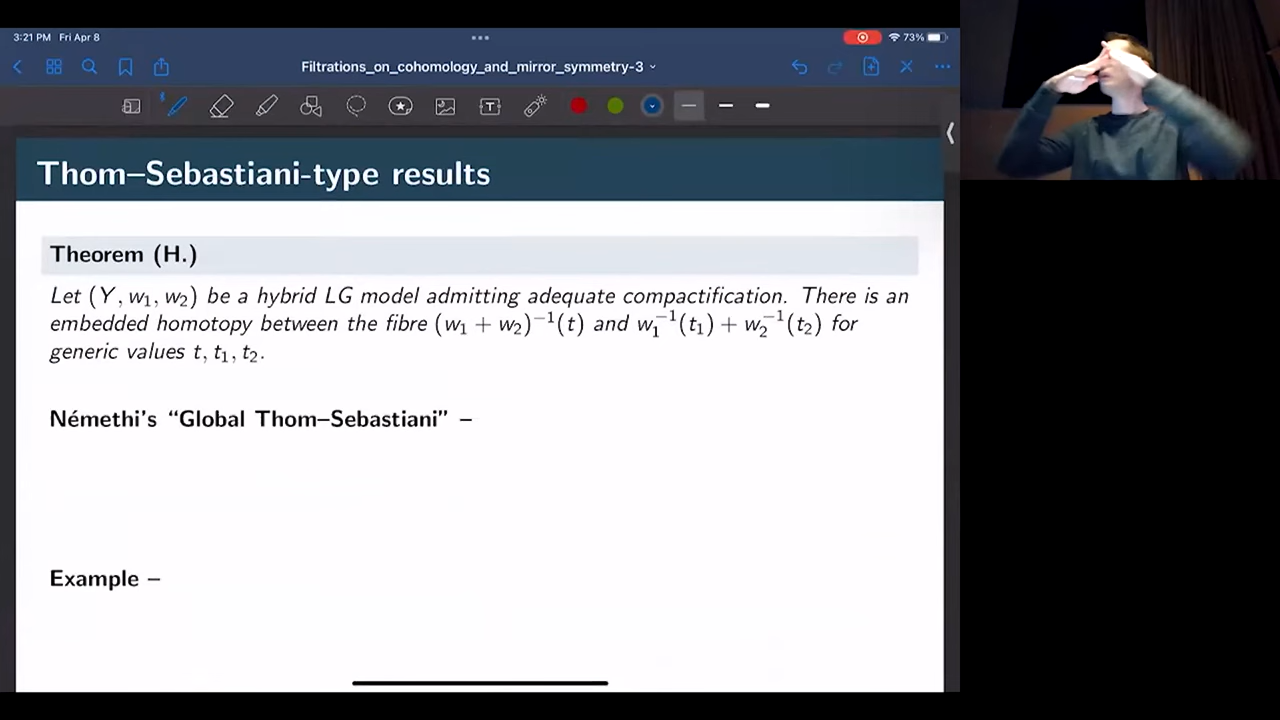 3:21 PM Fri Apr 8
73%
Filtrations_on_cohomology_and_mirror_symmetry-3
Thom–Sebastiani-type results
Theorem (H.)
Let (Y, w₁, w₂) be a hybrid LG model admitting adequate compactification. There is an
embedded homotopy between the fibre (w₁ + w₂)⁻¹(t) and w₁⁻¹(t₁) + w₂⁻¹(t₂) for
generic values t, t₁, t₂.
Némethi's “Global Thom–Sebastiani” –
Example –